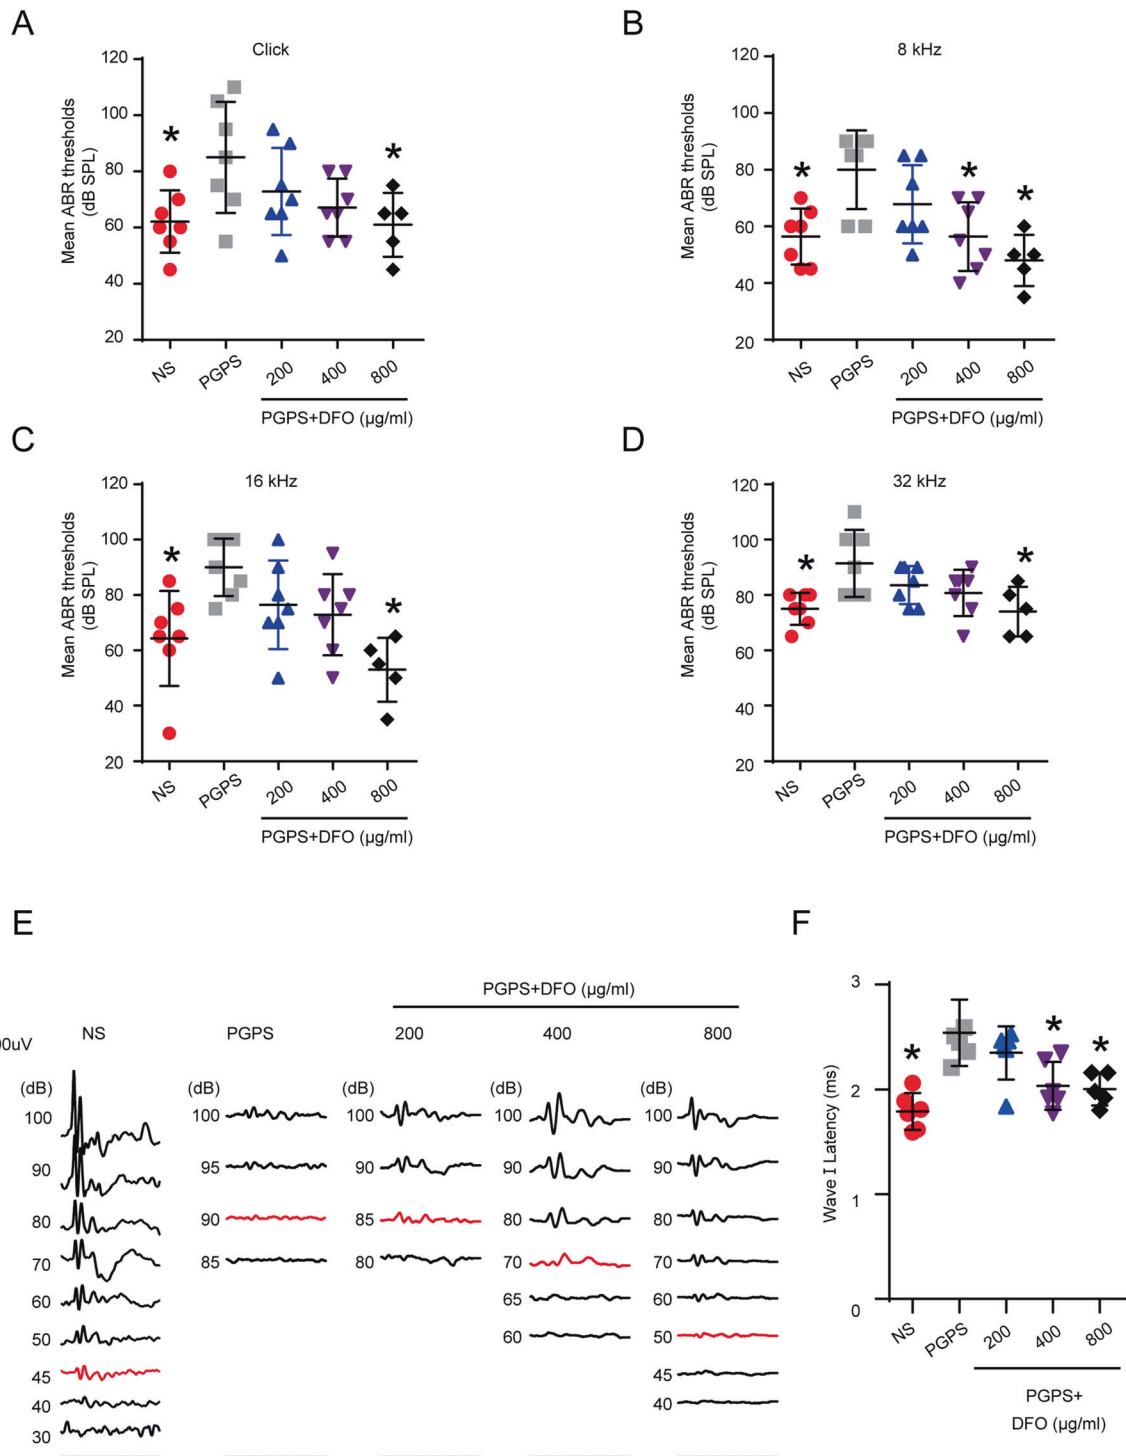 A
Click
120
100
80
60
40
20
Mean ABR thresholds
(dB SPL)
*
*
NS
PGPS
200
400
800
PGPS+DFO (µg/ml)
B
8 kHz
120
100
80
60
40
20
Mean ABR thresholds
(dB SPL)
*
*
*
NS
PGPS
200
400
800
PGPS+DFO (µg/ml)
C
16 kHz
120
100
80
60
40
20
Mean ABR thresholds
(dB SPL)
*
*
NS
PGPS
200
400
800
PGPS+DFO (µg/ml)
D
32 kHz
120
100
80
60
40
20
Mean ABR thresholds
(dB SPL)
*
*
NS
PGPS
200
400
800
PGPS+DFO (µg/ml)
E
PGPS+DFO (µg/ml)
NS PGPS 200 400 800
0uV
(dB)
100
90
80
70
60
50
45
40
30
(dB)
100
95
90
85
(dB)
100
90
85
80
(dB)
100
90
80
70
65
60
(dB)
100
90
80
70
60
50
45
40
F
3
2
1
0
Wave I Latency (ms)
*
*
*
NS
PGPS
200
400
800
PGPS+
DFO (µg/ml)